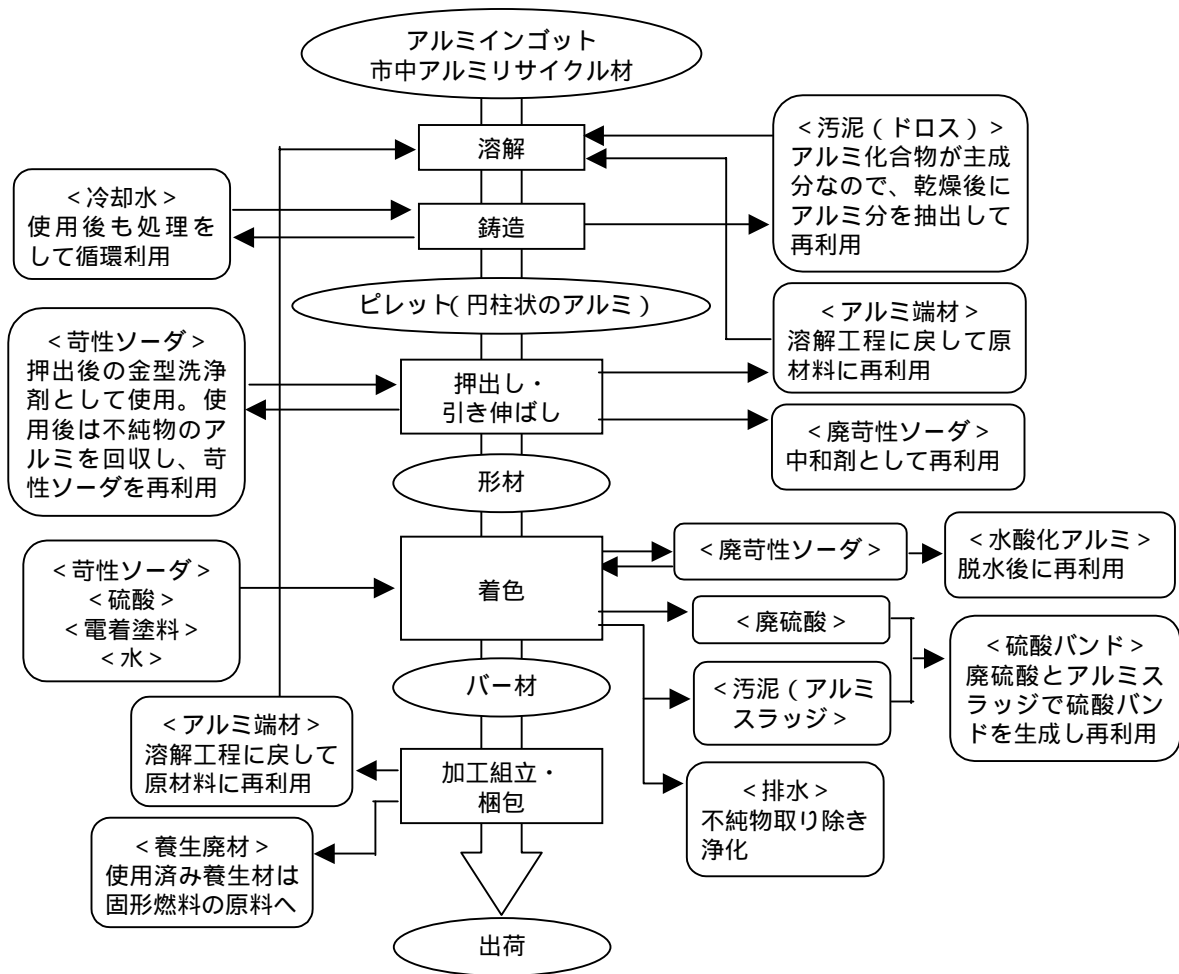 アルミインゴット
市中アルミリサイクル材
溶解
<汚泥(ドロス)>
アルミ化合物が主成
分なので、乾燥後に
アルミ分を抽出して
再利用
<冷却水>
使用後も処理を
して循環利用
鋳造
ピレット(円柱状のアルミ)
<アルミ端材>
溶解工程に戻して原
材料に再利用
<苛性ソーダ>
押出後の金型洗浄
剤として使用。使
用後は不純物のア
ルミを回収し、苛
性ソーダを再利用
押出し・
引き伸ばし
<廃苛性ソーダ>
中和剤として再利用
形材
<苛性ソーダ>
<硫酸>
<電着塗料>
<水>
着色
<廃苛性ソーダ>
<水酸化アルミ>
脱水後に再利用
<廃硫酸>
<汚泥(アルミ
スラッジ>
<硫酸バンド>
廃硫酸とアルミス
ラッジで硫酸バン
ドを生成し再利用
バー材
<アルミ端材>
溶解工程に戻して
原材料に再利用
加工組立・
梱包
<排水>
不純物取り除き
浄化
<養生廃材>
使用済み養生材は
固形燃料の原料へ
出荷